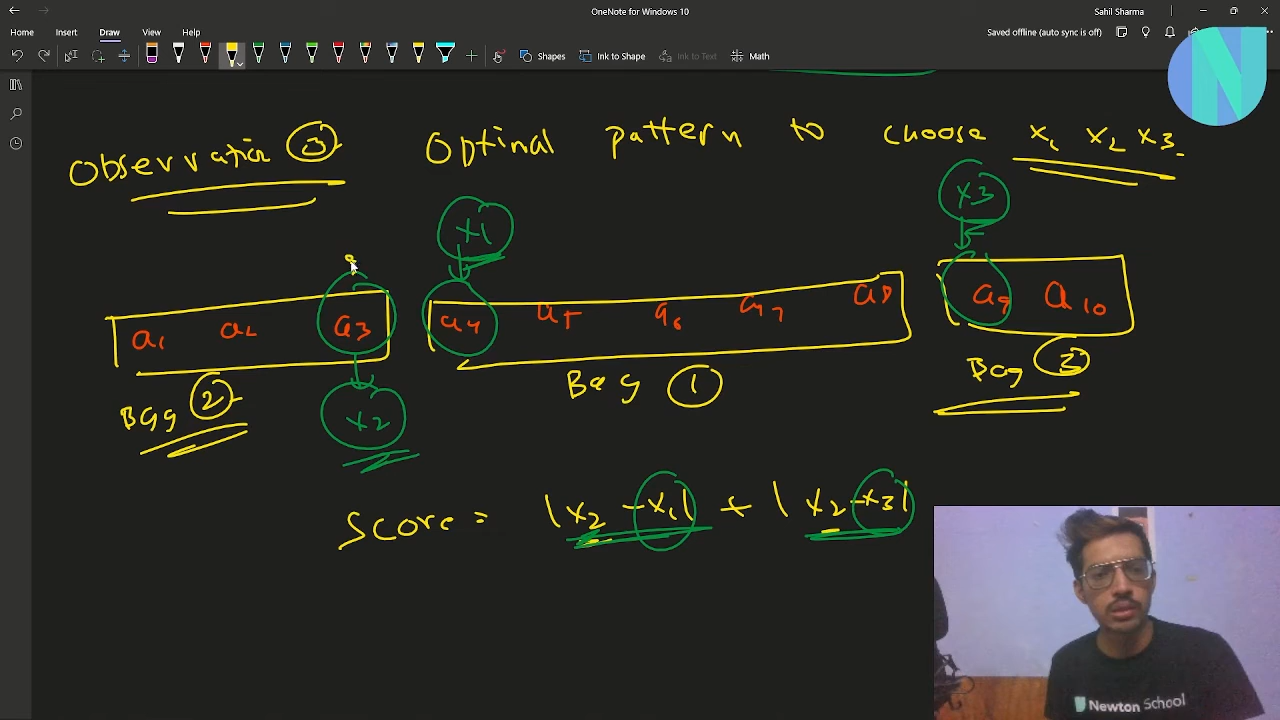 OneNote for Windows 10
Sahil Sharma
Home Insert Draw View Help
Saved offline (auto sync is off)
Shapes Ink to Shape Ink to Text Math
Observation 3 Optimal pattern to choose x1 x2 x3
x1 x3
a1 a2 a3 a4 a5 a6 a7 a8 a9 a10
Bag 2 x2 Bag 1 Bag 3
Score = |x2 - x1| + |x2 - x3|
Newton School